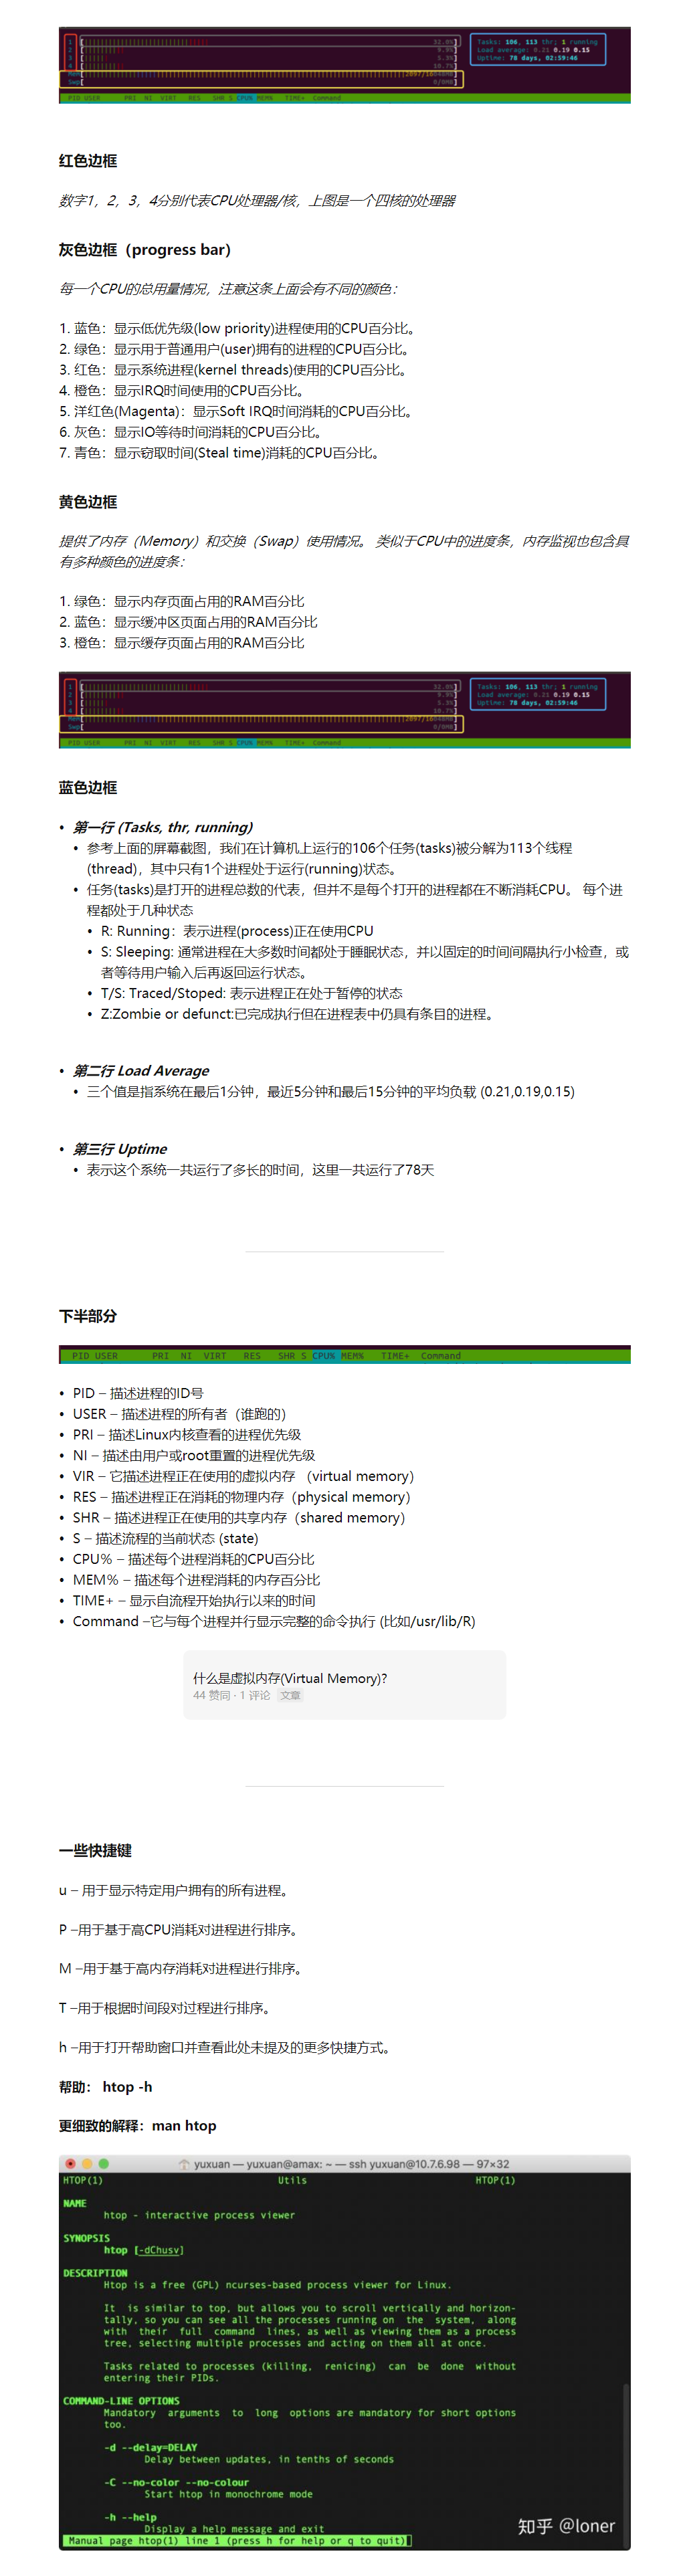 1 [ 32.0%]
2 [ 9.9%]
3 [ 5.3%]
4 [ 10.7%]
Mem[ 2097/16048MB]
Swp[ 0/0MB]
Tasks: 106, 113 thr; 1 running
Load average: 0.21 0.19 0.15
Uptime: 78 days, 02:59:46
PID USER PRI NI VIRT RES SHR S CPU% MEM% TIME+ Command
红色边框
数字1，2，3，4分别代表CPU处理器/核，上图是一个四核的处理器
灰色边框（progress bar）
每一个CPU的总用量情况，注意这条上面会有不同的颜色：
1. 蓝色：显示低优先级(low priority)进程使用的CPU百分比。
2. 绿色：显示用于普通用户(user)拥有的进程的CPU百分比。
3. 红色：显示系统进程(kernel threads)使用的CPU百分比。
4. 橙色：显示IRQ时间使用的CPU百分比。
5. 洋红色(Magenta)：显示Soft IRQ时间消耗的CPU百分比。
6. 灰色：显示IO等待时间消耗的CPU百分比。
7. 青色：显示窃取时间(Steal time)消耗的CPU百分比。
黄色边框
提供了内存（Memory）和交换（Swap）使用情况。 类似于CPU中的进度条，内存监视也包含具
有多种颜色的进度条：
1. 绿色：显示内存页面占用的RAM百分比
2. 蓝色：显示缓冲区页面占用的RAM百分比
3. 橙色：显示缓存页面占用的RAM百分比
1 [ 32.0%]
2 [ 9.9%]
3 [ 5.3%]
4 [ 10.7%]
Mem[ 2097/16048MB]
Swp[ 0/0MB]
Tasks: 106, 113 thr; 1 running
Load average: 0.21 0.19 0.15
Uptime: 78 days, 02:59:46
PID USER PRI NI VIRT RES SHR S CPU% MEM% TIME+ Command
蓝色边框
• 第一行 (Tasks, thr, running)
• 参考上面的屏幕截图，我们在计算机上运行的106个任务(tasks)被分解为113个线程
(thread)，其中只有1个进程处于运行(running)状态。
• 任务(tasks)是打开的进程总数的代表，但并不是每个打开的进程都在不断消耗CPU。 每个进
程都处于几种状态
• R: Running：表示进程(process)正在使用CPU
• S: Sleeping: 通常进程在大多数时间都处于睡眠状态，并以固定的时间间隔执行小检查，或
者等待用户输入后再返回运行状态。
• T/S: Traced/Stoped: 表示进程正在处于暂停的状态
• Z:Zombie or defunct:已完成执行但在进程表中仍具有条目的进程。
• 第二行 Load Average
• 三个值是指系统在最后1分钟，最近5分钟和最后15分钟的平均负载 (0.21,0.19,0.15)
• 第三行 Uptime
• 表示这个系统一共运行了多长的时间，这里一共运行了78天
下半部分
PID USER PRI NI VIRT RES SHR S CPU% MEM% TIME+ Command
• PID – 描述进程的ID号
• USER – 描述进程的所有者（谁跑的）
• PRI – 描述Linux内核查看的进程优先级
• NI – 描述由用户或root重置的进程优先级
• VIR – 它描述进程正在使用的虚拟内存 （virtual memory）
• RES – 描述进程正在消耗的物理内存（physical memory）
• SHR – 描述进程正在使用的共享内存（shared memory）
• S – 描述流程的当前状态 (state)
• CPU％ – 描述每个进程消耗的CPU百分比
• MEM％ – 描述每个进程消耗的内存百分比
• TIME+ – 显示自流程开始执行以来的时间
• Command –它与每个进程并行显示完整的命令执行 (比如/usr/lib/R)
什么是虚拟内存(Virtual Memory)?
44 赞同 · 1 评论 文章
一些快捷键
u – 用于显示特定用户拥有的所有进程。
P –用于基于高CPU消耗对进程进行排序。
M –用于基于高内存消耗对进程进行排序。
T –用于根据时间段对过程进行排序。
h –用于打开帮助窗口并查看此处未提及的更多快捷方式。
帮助： htop -h
更细致的解释：man htop
yuxuan — yuxuan@amax: ~ — ssh yuxuan@10.7.6.98 — 97×32
HTOP(1) Utils HTOP(1)
NAME
htop - interactive process viewer
SYNOPSIS
htop [-dChusv]
DESCRIPTION
Htop is a free (GPL) ncurses-based process viewer for Linux.
It is similar to top, but allows you to scroll vertically and horizon-
tally, so you can see all the processes running on the system, along
with their full command lines, as well as viewing them as a process
tree, selecting multiple processes and acting on them all at once.
Tasks related to processes (killing, renicing) can be done without
entering their PIDs.
COMMAND-LINE OPTIONS
Mandatory arguments to long options are mandatory for short options
too.
-d --delay=DELAY
Delay between updates, in tenths of seconds
-C --no-color --no-colour
Start htop in monochrome mode
-h --help
Display a help message and exit
Manual page htop(1) line 1 (press h for help or q to quit)
知乎 @loner